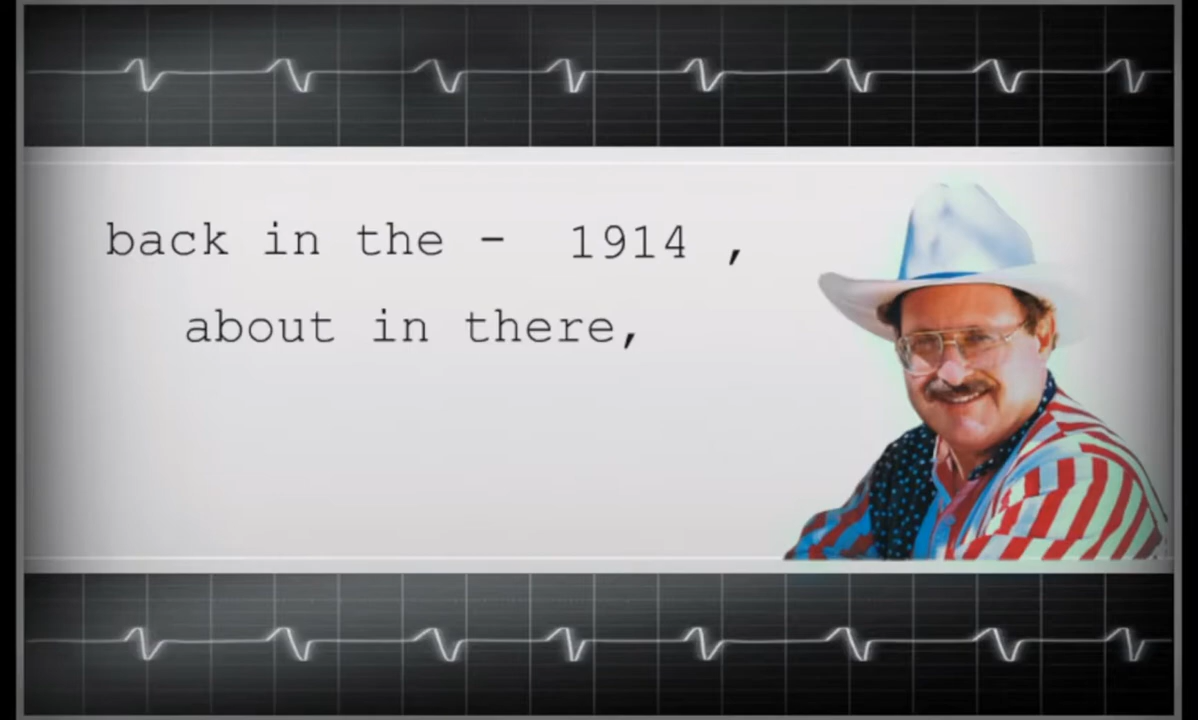 back in the - 1914 ,
about in there,